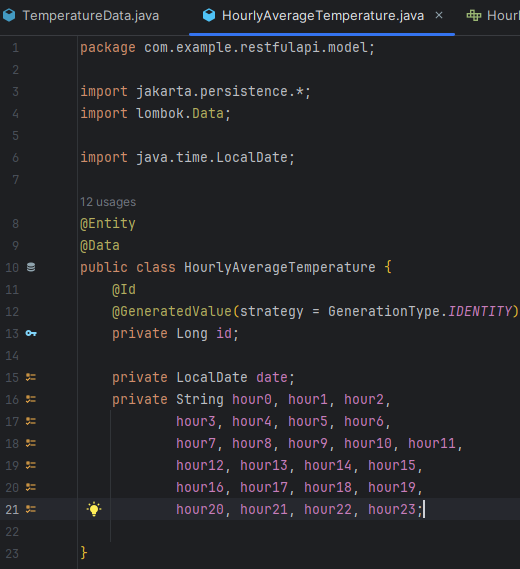 TemperatureData.java HourlyAverageTemperature.java × Hourl
1 package com.example.restfulapi.model;
2
3 import jakarta.persistence.*;
4 import lombok.Data;
5
6 import java.time.LocalDate;
7
12 usages
8 @Entity
9 @Data
10 public class HourlyAverageTemperature {
11 @Id
12 @GeneratedValue(strategy = GenerationType.IDENTITY)
13 private Long id;
14
15 private LocalDate date;
16 private String hour0, hour1, hour2,
17 hour3, hour4, hour5, hour6,
18 hour7, hour8, hour9, hour10, hour11,
19 hour12, hour13, hour14, hour15,
20 hour16, hour17, hour18, hour19,
21 hour20, hour21, hour22, hour23;
22
23 }